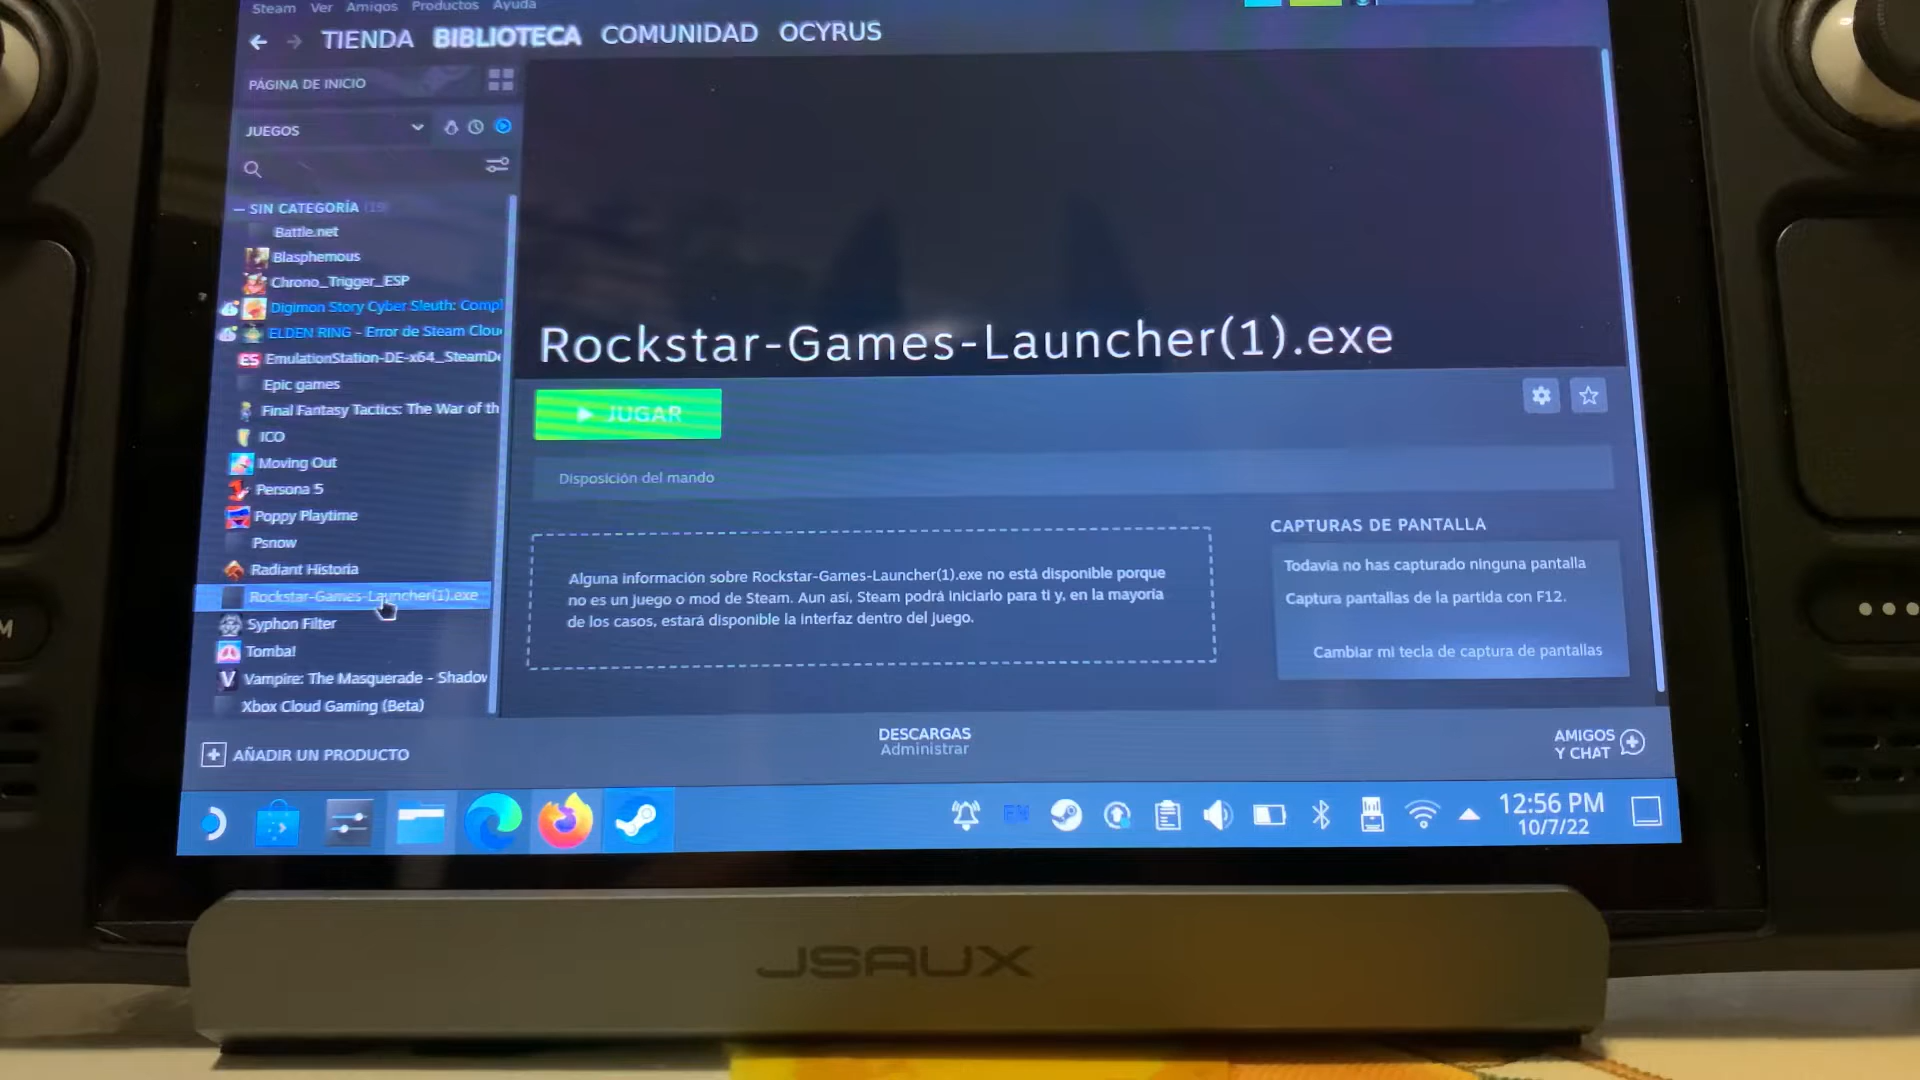 Steam Ver Amigos Productos Ayuda
TIENDA BIBLIOTECA COMUNIDAD OCYRUS
PÁGINA DE INICIO
JUEGOS
— SIN CATEGORÍA (19)
Battle.net
Blasphemous
Chrono_Trigger_ESP
Digimon Story Cyber Sleuth: Compl
ELDEN RING - Error de Steam Clou
ES EmulationStation-DE-x64_SteamDe
Epic games
Final Fantasy Tactics: The War of th
ICO
Moving Out
Persona 5
Poppy Playtime
Psnow
Radiant Historia
Rockstar-Games-Launcher(1).exe
Syphon Filter
Tomba!
V Vampire: The Masquerade - Shadow
Xbox Cloud Gaming (Beta)
AÑADIR UN PRODUCTO
Rockstar-Games-Launcher(1).exe
JUGAR
Disposición del mando
Alguna información sobre Rockstar-Games-Launcher(1).exe no está disponible porque
no es un juego o mod de Steam. Aun así, Steam podrá iniciarlo para ti y, en la mayoría
de los casos, estará disponible la interfaz dentro del juego.
CAPTURAS DE PANTALLA
Todavía no has capturado ninguna pantalla
Captura pantallas de la partida con F12.
Cambiar mi tecla de captura de pantallas
DESCARGAS
Administrar
AMIGOS
Y CHAT
12:56 PM
10/7/22
JSAUX